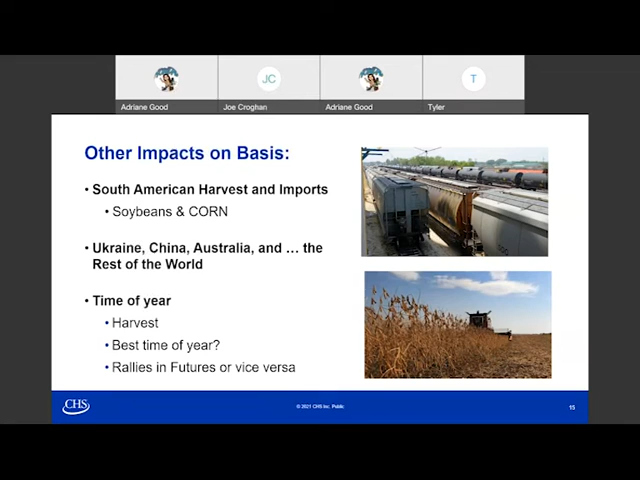 JC
T
Adriane Good
Joe Croghan
Adriane Good
Tyler
Other Impacts on Basis:
• South American Harvest and Imports
• Soybeans & CORN
• Ukraine, China, Australia, and … the
Rest of the World
• Time of year
• Harvest
• Best time of year?
• Rallies in Futures or vice versa
CHS
© 2021 CHS Inc. Public
15